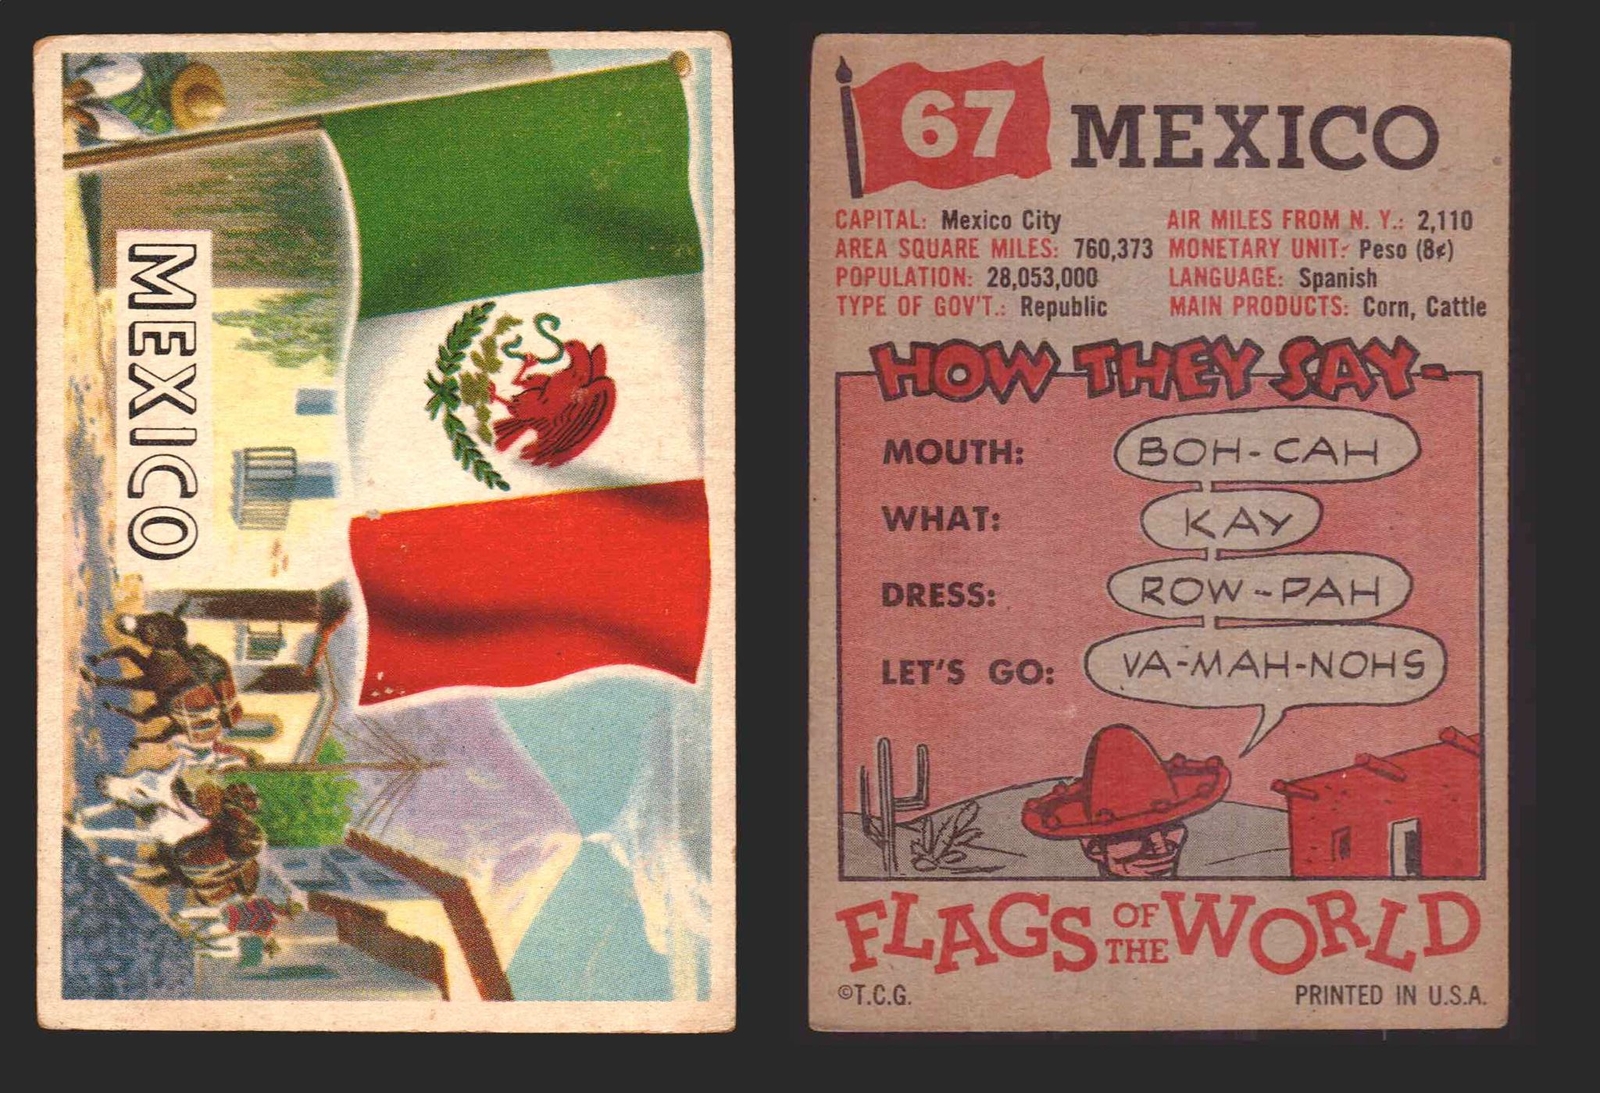 MEXICO
67 MEXICO
CAPITAL: Mexico City
AREA SQUARE MILES: 760,373
POPULATION: 28,053,000
TYPE OF GOV'T.: Republic
AIR MILES FROM N. Y.: 2,110
MONETARY UNIT: Peso (8¢)
LANGUAGE: Spanish
MAIN PRODUCTS: Corn, Cattle
HOW THEY SAY-
MOUTH: BOH-CAH
WHAT: KAY
DRESS: ROW-PAH
LET'S GO: VA-MAH-NOHS
FLAGS OF THE WORLD
©T.C.G.
PRINTED IN U.S.A.